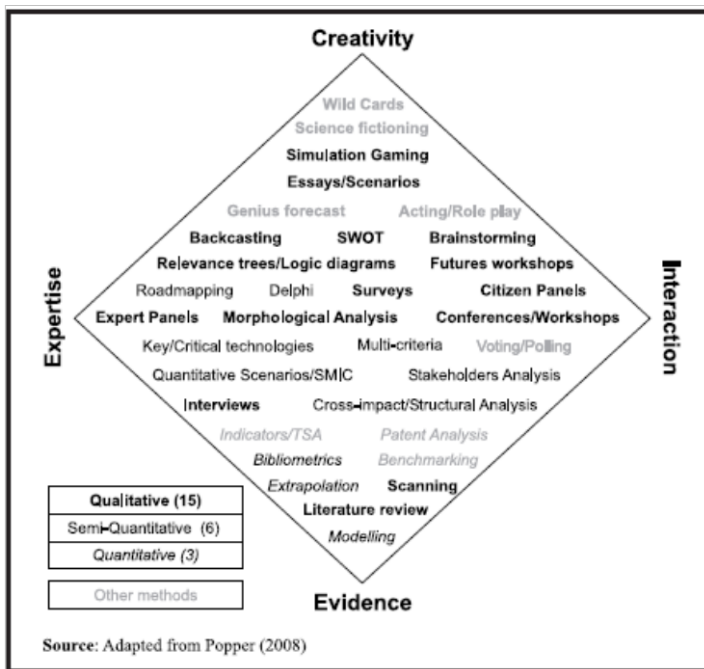 Creativity
Wild Cards
Science fictioning
Simulation Gaming
Essays/Scenarios
Genius forecast Acting/Role play
Backcasting SWOT Brainstorming
Relevance trees/Logic diagrams Futures workshops
Roadmapping Delphi Surveys Citizen Panels
Expert Panels Morphological Analysis Conferences/Workshops
Key/Critical technologies Multi-criteria Voting/Polling
Quantitative Scenarios/SMIC Stakeholders Analysis
Interviews Cross-impact/Structural Analysis
Indicators/TSA Patent Analysis
Bibliometrics Benchmarking
Extrapolation Scanning
Literature review
Modelling
Expertise
Interaction
Evidence
Qualitative (15)
Semi-Quantitative (6)
Quantitative (3)
Other methods
Source: Adapted from Popper (2008)